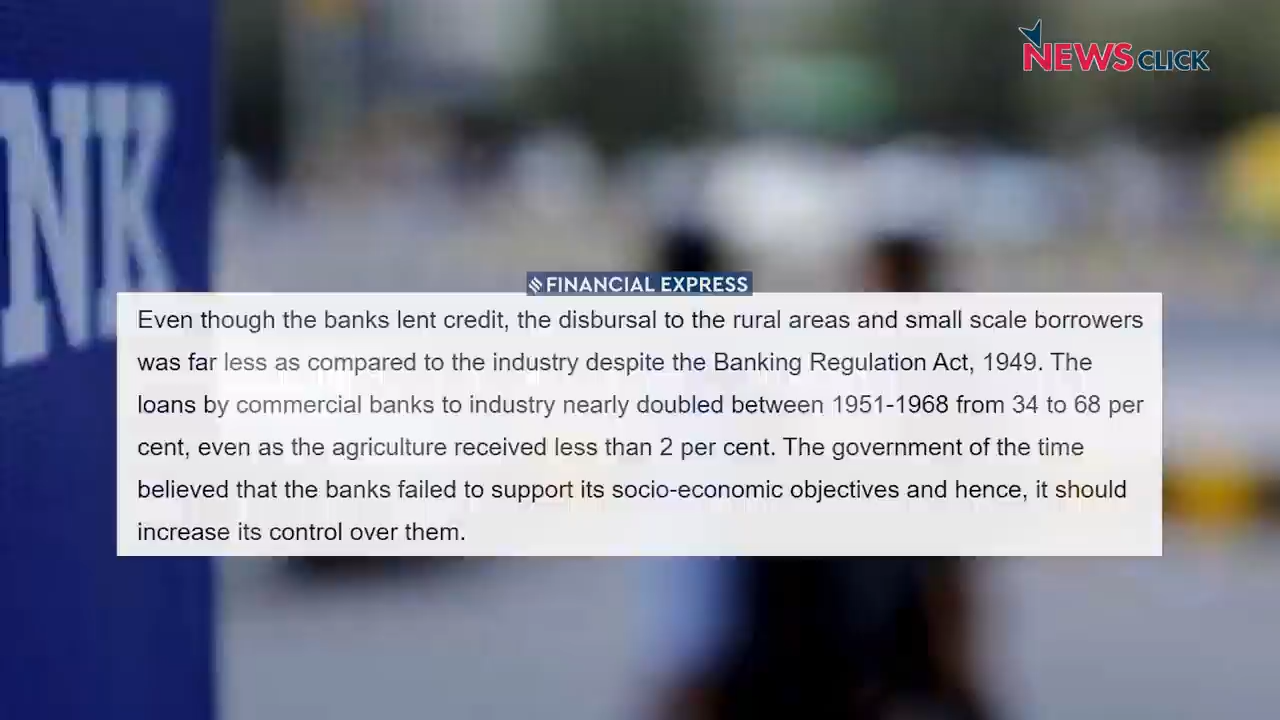 NEWSCLICK
NK
FINANCIAL EXPRESS
Even though the banks lent credit, the disbursal to the rural areas and small scale borrowers
was far less as compared to the industry despite the Banking Regulation Act, 1949. The
loans by commercial banks to industry nearly doubled between 1951-1968 from 34 to 68 per
cent, even as the agriculture received less than 2 per cent. The government of the time
believed that the banks failed to support its socio-economic objectives and hence, it should
increase its control over them.